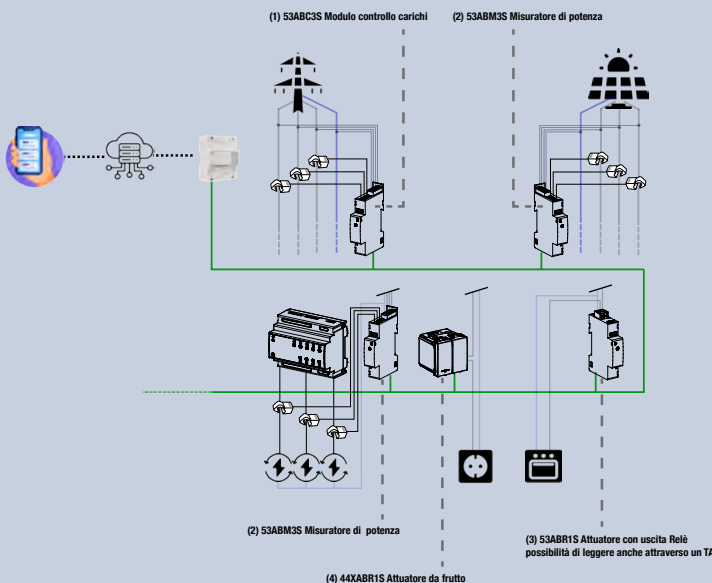 (1) 53ABC3S Modulo controllo carichi
(2) 53ABM3S Misuratore di potenza
(2) 53ABM3S Misuratore di potenza
(3) 53ABR1S Attuatore con uscita Relè
possibilità di leggere anche attraverso un TA
(4) 44XABR1S Attuatore da frutto